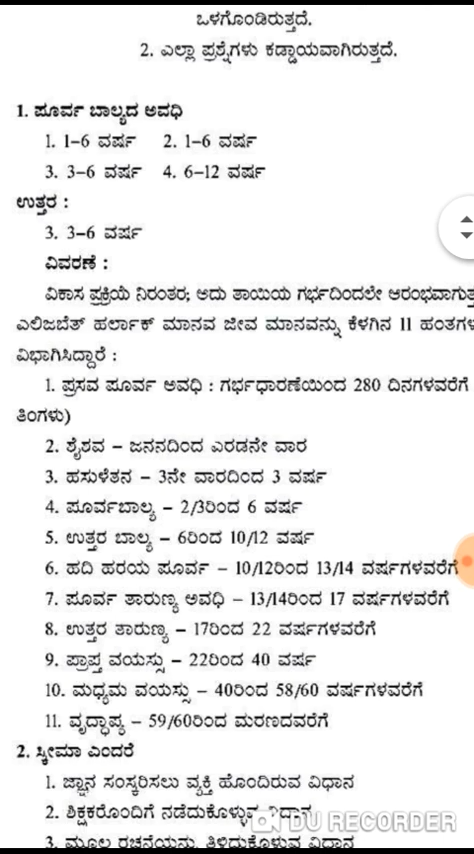 ಒಳಗೊಂಡಿರುತ್ತದೆ.
2. ಎಲ್ಲಾ ಪ್ರಶ್ನೆಗಳು ಕಡ್ಡಾಯವಾಗಿರುತ್ತದೆ.
1. ಪೂರ್ವ ಬಾಲ್ಯದ ಅವಧಿ
1. 1–6 ವರ್ಷ 2. 1–6 ವರ್ಷ
3. 3–6 ವರ್ಷ 4. 6–12 ವರ್ಷ
ಉತ್ತರ :
3. 3–6 ವರ್ಷ
ವಿವರಣೆ :
ವಿಕಾಸ ಪ್ರಕ್ರಿಯೆ ನಿರಂತರ; ಅದು ತಾಯಿಯ ಗರ್ಭದಿಂದಲೇ ಆರಂಭವಾಗುತ್ತ
ಎಲಿಜಬೆತ್ ಹರ್ಲಾಕ್ ಮಾನವ ಜೀವ ಮಾನವನ್ನು ಕೆಳಗಿನ 11 ಹಂತಗಳ
ವಿಭಾಗಿಸಿದ್ದಾರೆ :
1. ಪ್ರಸವ ಪೂರ್ವ ಅವಧಿ : ಗರ್ಭಧಾರಣೆಯಿಂದ 280 ದಿನಗಳವರೆಗೆ
ತಿಂಗಳು)
2. ಶೈಶವ – ಜನನದಿಂದ ಎರಡನೇ ವಾರ
3. ಹಸುಳೆತನ – 3ನೇ ವಾರದಿಂದ 3 ವರ್ಷ
4. ಪೂರ್ವಬಾಲ್ಯ – 2/3ರಿಂದ 6 ವರ್ಷ
5. ಉತ್ತರ ಬಾಲ್ಯ – 6ರಿಂದ 10/12 ವರ್ಷ
6. ಹದಿ ಹರಯ ಪೂರ್ವ – 10/12ರಿಂದ 13/14 ವರ್ಷಗಳವರೆಗೆ
7. ಪೂರ್ವ ತಾರುಣ್ಯ ಅವಧಿ – 13/14ರಿಂದ 17 ವರ್ಷಗಳವರೆಗೆ
8. ಉತ್ತರ ತಾರುಣ್ಯ – 17ರಿಂದ 22 ವರ್ಷಗಳವರೆಗೆ
9. ಪ್ರಾಪ್ತ ವಯಸ್ಸು – 22ರಿಂದ 40 ವರ್ಷ
10. ಮಧ್ಯಮ ವಯಸ್ಸು – 40ರಿಂದ 58/60 ವರ್ಷಗಳವರೆಗೆ
11. ವೃದ್ಧಾಪ್ಯ – 59/60ರಿಂದ ಮರಣದವರೆಗೆ
2. ಸ್ಕೀಮಾ ಎಂದರೆ
1. ಜ್ಞಾನ ಸಂಸ್ಕರಿಸಲು ವ್ಯಕ್ತಿ ಹೊಂದಿರುವ ವಿಧಾನ
2. ಶಿಕ್ಷಕರೊಂದಿಗೆ ನಡೆದುಕೊಳ್ಳುವ ವಿಧಾನ
DU RECORDER
3. ಮೂಲ ರಚನೆಯನ್ನು ತಿಳಿದುಕೊಳ್ಳುವ ವಿಧಾನ